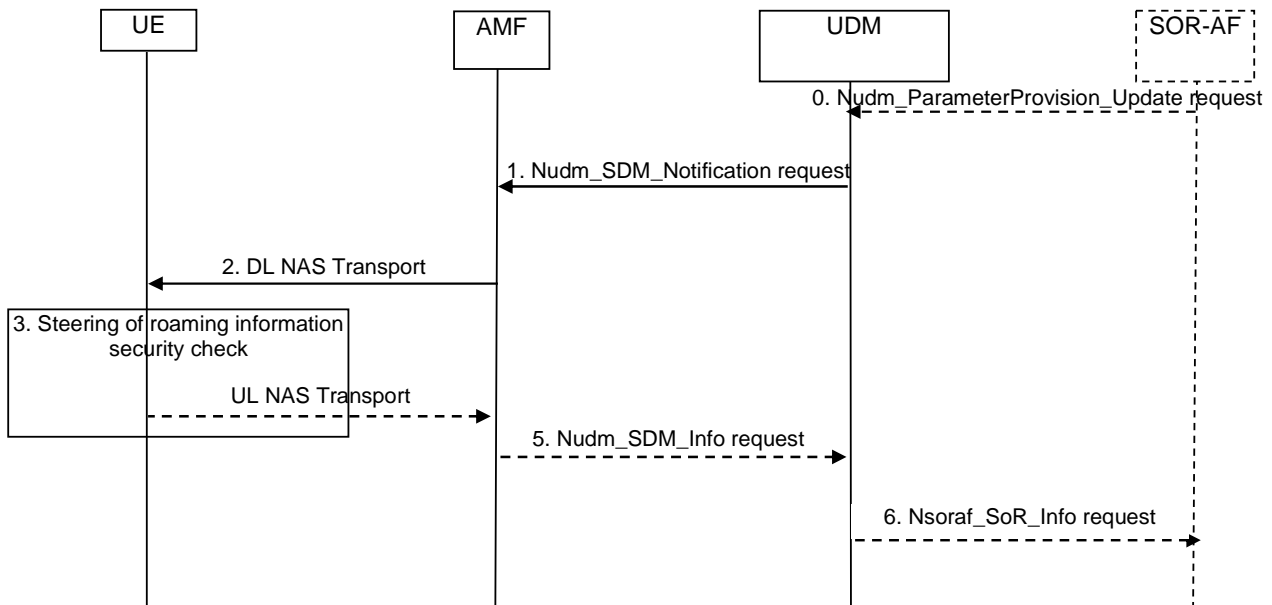 UE
AMF
UDM
SOR-AF
0. Nudm_ParameterProvision_Update request
1. Nudm_SDM_Notification request
2. DL NAS Transport
3. Steering of roaming information
security check
UL NAS Transport
5. Nudm_SDM_Info request
6. Nsoraf_SoR_Info request